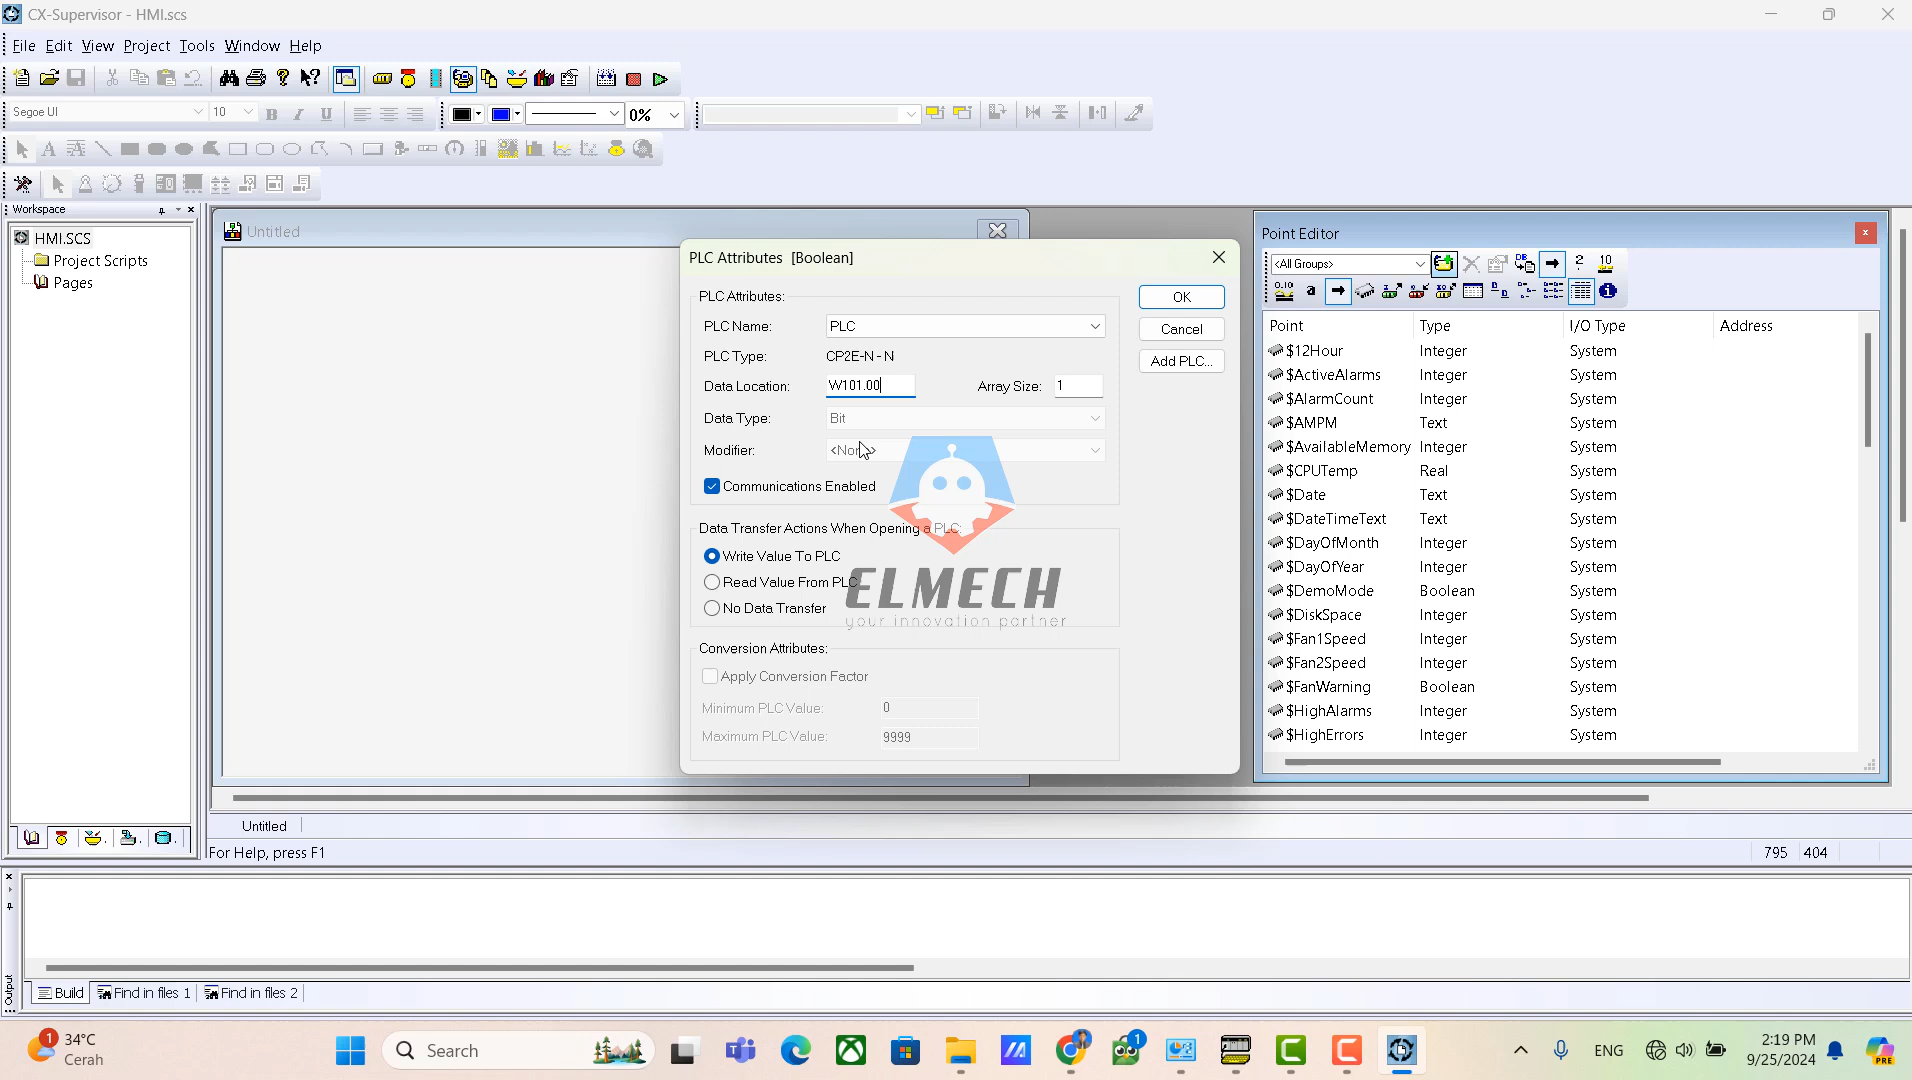 CX-Supervisor - HMI.scs
File Edit View Project Tools Window Help
Segoe UI 10 0%
Workspace
HMI.SCS
Project Scripts
Pages
Untitled
PLC Attributes [Boolean]
PLC Attributes:
PLC Name: PLC
PLC Type: CP2E-N - N
Data Location: W101.00 Array Size: 1
Data Type: Bit
Modifier: <None>
Communications Enabled
Data Transfer Actions When Opening a PLC:
Write Value To PLC
Read Value From PLC
No Data Transfer
Conversion Attributes:
Apply Conversion Factor
Minimum PLC Value: 0
Maximum PLC Value: 9999
OK
Cancel
Add PLC...
ELMECH
your innovation partner
Point Editor
<All Groups>
Point Type I/O Type Address
$12Hour Integer System
$ActiveAlarms Integer System
$AlarmCount Integer System
$AMPM Text System
$AvailableMemory Integer System
$CPUTemp Real System
$Date Text System
$DateTimeText Text System
$DayOfMonth Integer System
$DayOfYear Integer System
$DemoMode Boolean System
$DiskSpace Integer System
$Fan1Speed Integer System
$Fan2Speed Integer System
$FanWarning Boolean System
$HighAlarms Integer System
$HighErrors Integer System
Untitled
For Help, press F1 795 404
Output
Build Find in files 1 Find in files 2
1 34°C
Cerah
Search
1
ENG
2:19 PM
9/25/2024
PRE